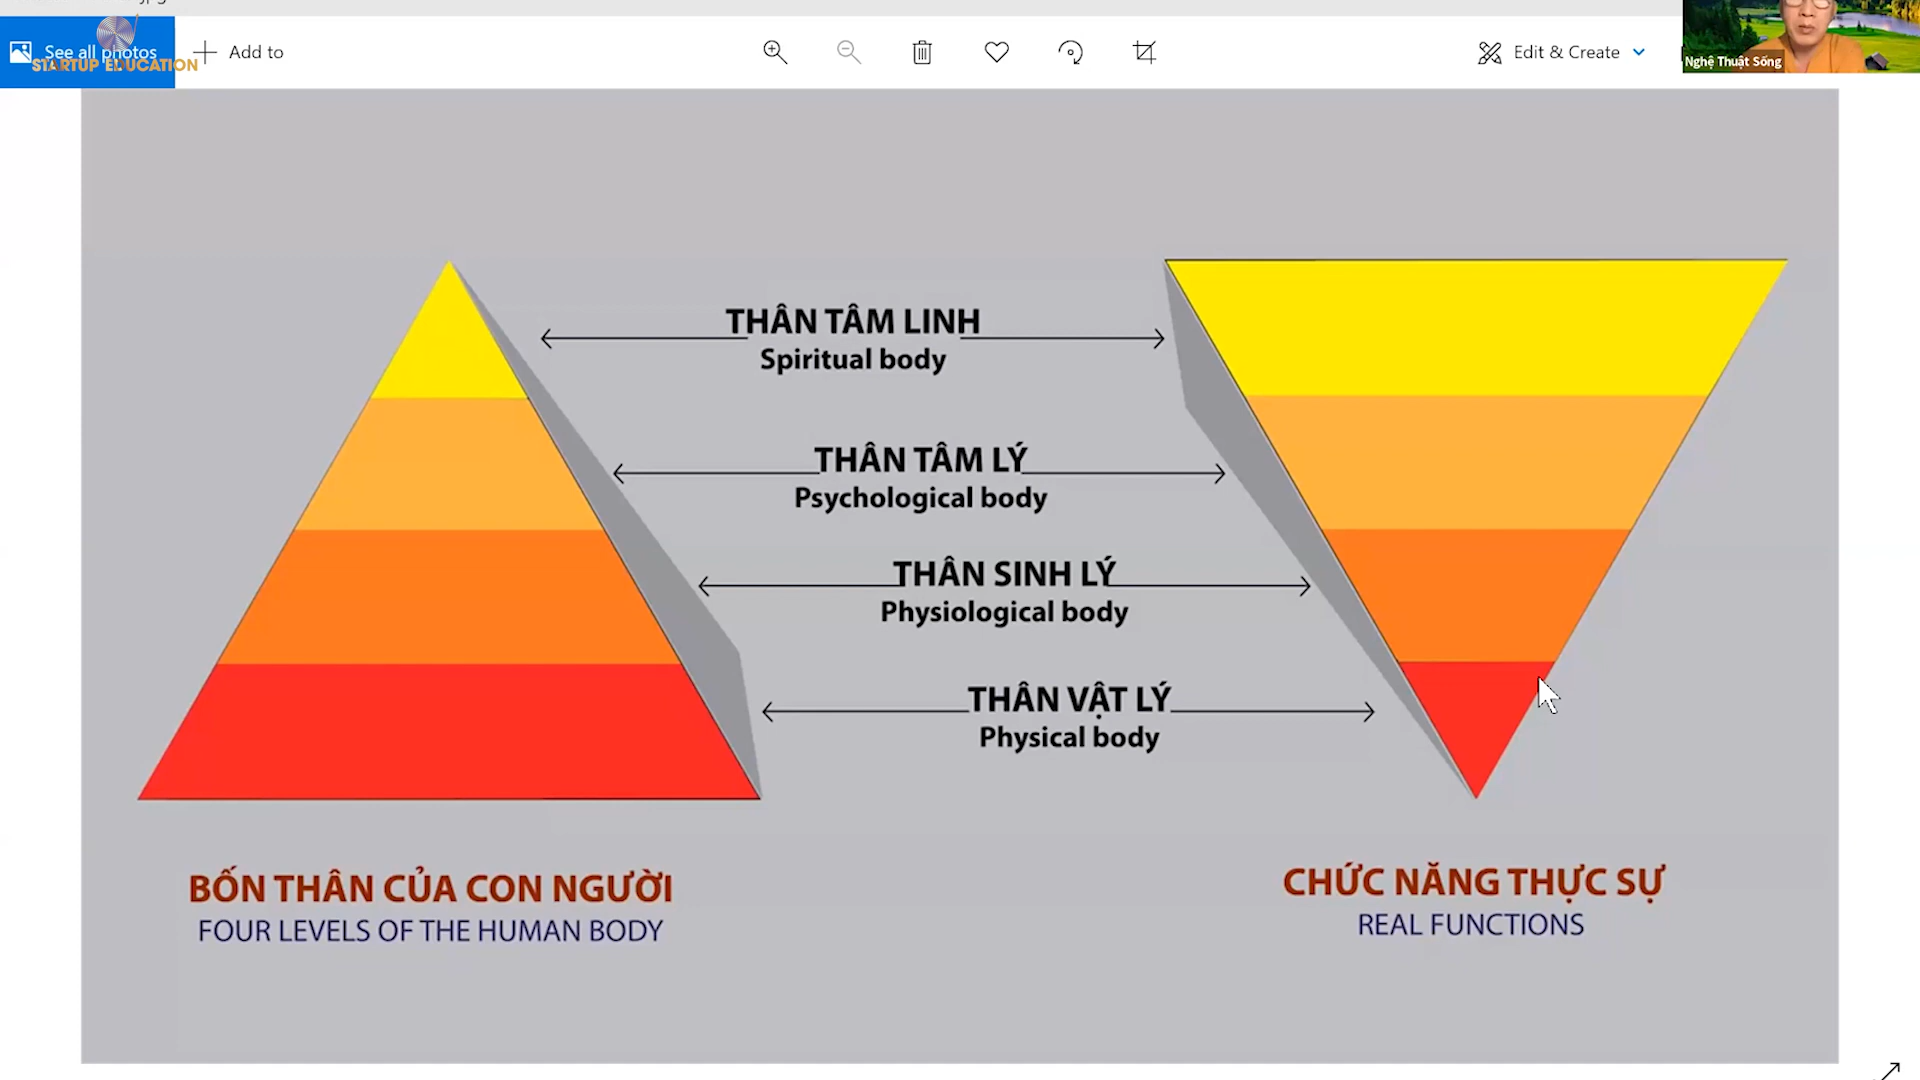 See all photos
STARTUP EDUCATION
Add to
Edit & Create
Nghệ Thuật Sống
THÂN TÂM LINH
Spiritual body
THÂN TÂM LÝ
Psychological body
THÂN SINH LÝ
Physiological body
THÂN VẬT LÝ
Physical body
BỐN THÂN CỦA CON NGƯỜI
FOUR LEVELS OF THE HUMAN BODY
CHỨC NĂNG THỰC SỰ
REAL FUNCTIONS